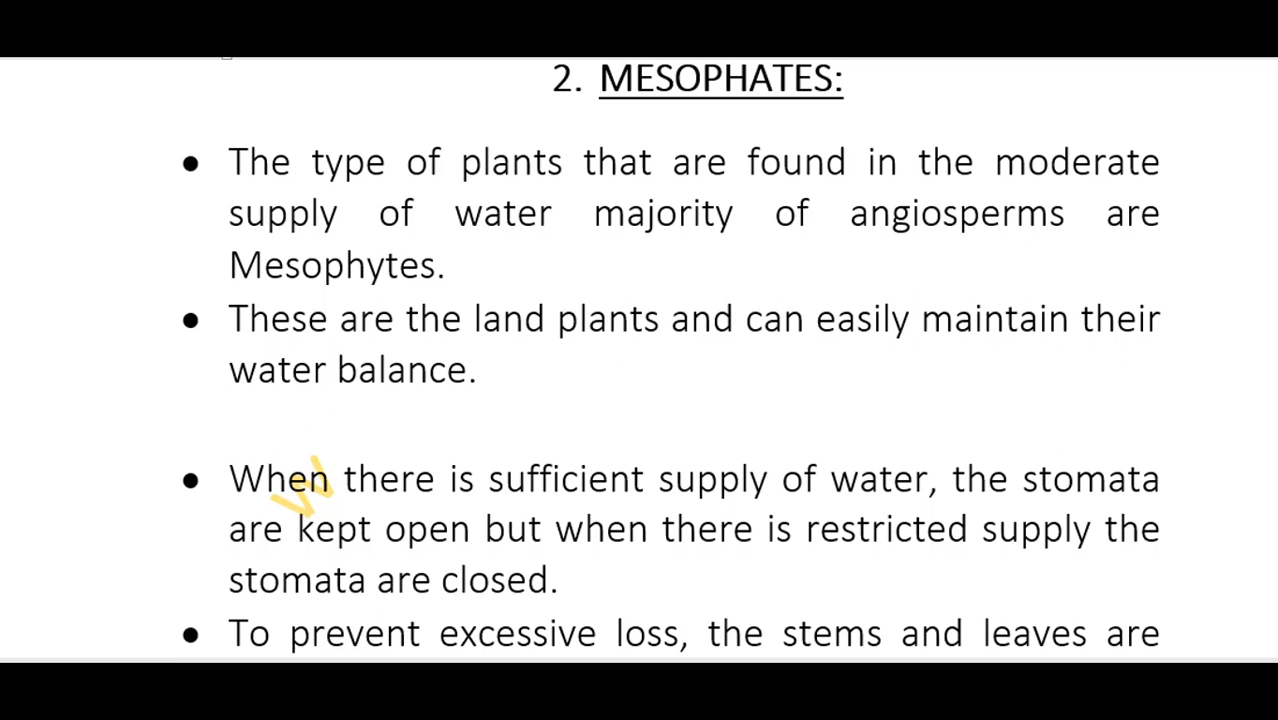 2. MESOPHATES:
● The type of plants that are found in the moderate
supply of water majority of angiosperms are
Mesophytes.
● These are the land plants and can easily maintain their
water balance.
● When there is sufficient supply of water, the stomata
are kept open but when there is restricted supply the
stomata are closed.
● To prevent excessive loss, the stems and leaves are